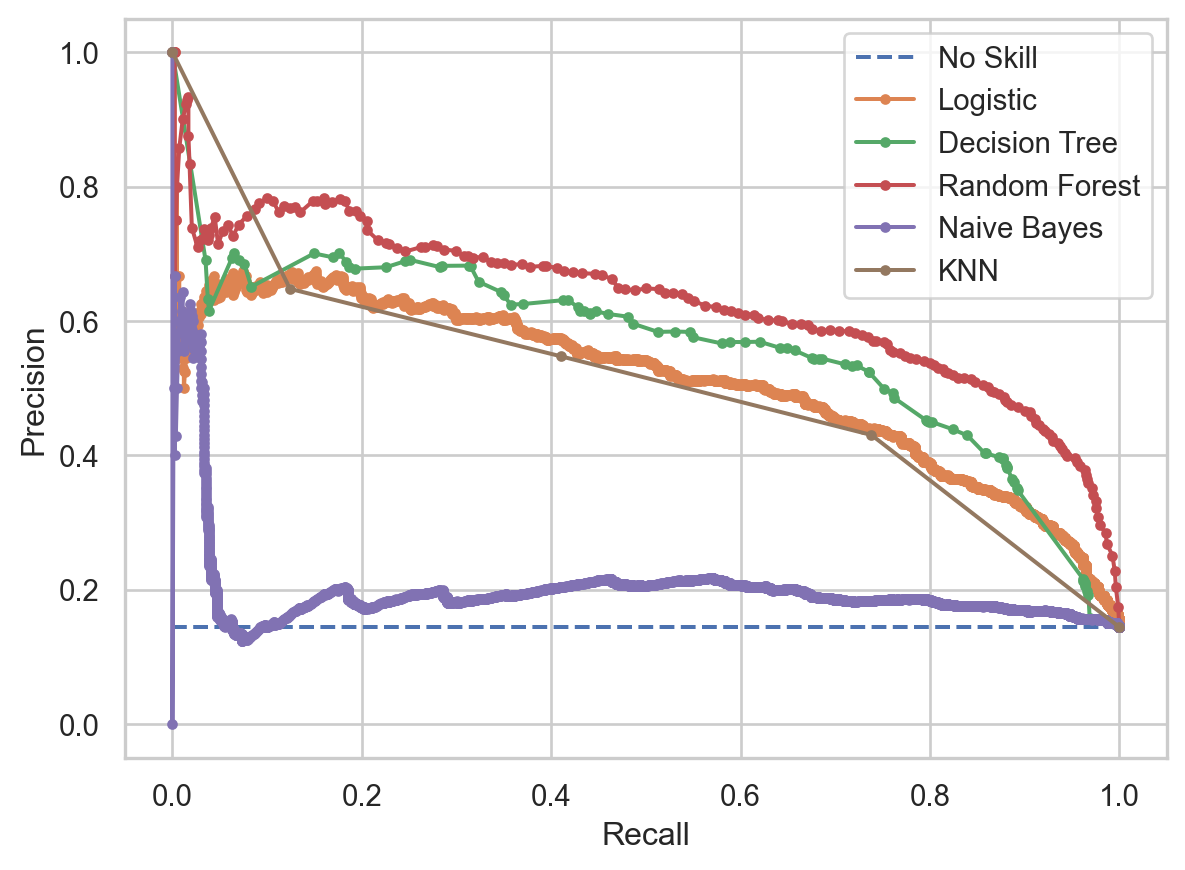 1.0
0.8
0.6
0.4
0.2
0.0
Precision
0.0 0.2 0.4 0.6 0.8 1.0
Recall
No Skill
Logistic
Decision Tree
Random Forest
Naive Bayes
KNN